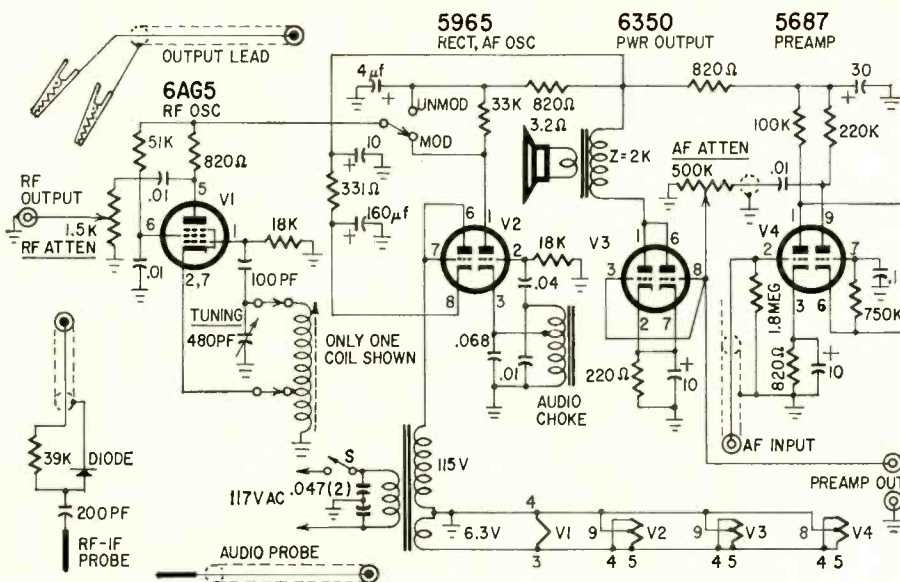 OUTPUT LEAD
5965
RECT, AF OSC
6350
PWR OUTPUT
5687
PREAMP
6AG5
RF OSC
4µf
+
UNMOD
MOD
33K
820Ω
820Ω
30
+
51K
820Ω
10
+
3.2Ω
Z=2K
100K
220K
AF ATTEN
500K
.01
RF
OUTPUT
.01
5
V1
331Ω
1.5K
RF ATTEN
6
1
18K
160µf
+
6
1
V2
7
2
18K
V3
1
6
3
8
1
9
V4
2
7
.01
2,7
100PF
8
3
.04
2
7
3
6
.1
TUNING
480PF
ONLY ONE
COIL SHOWN
.068
.01
AUDIO
CHOKE
220Ω
+
10
1.8MEG
820Ω
+
10
750K
39K
DIODE
200PF
RF-IF
PROBE
S
117VAC
.047(2)
115V
AF INPUT
PREAMP OUT
6.3V
4
V1
3
9
V2
4 5
9
V3
4 5
8
V4
4 5
AUDIO PROBE